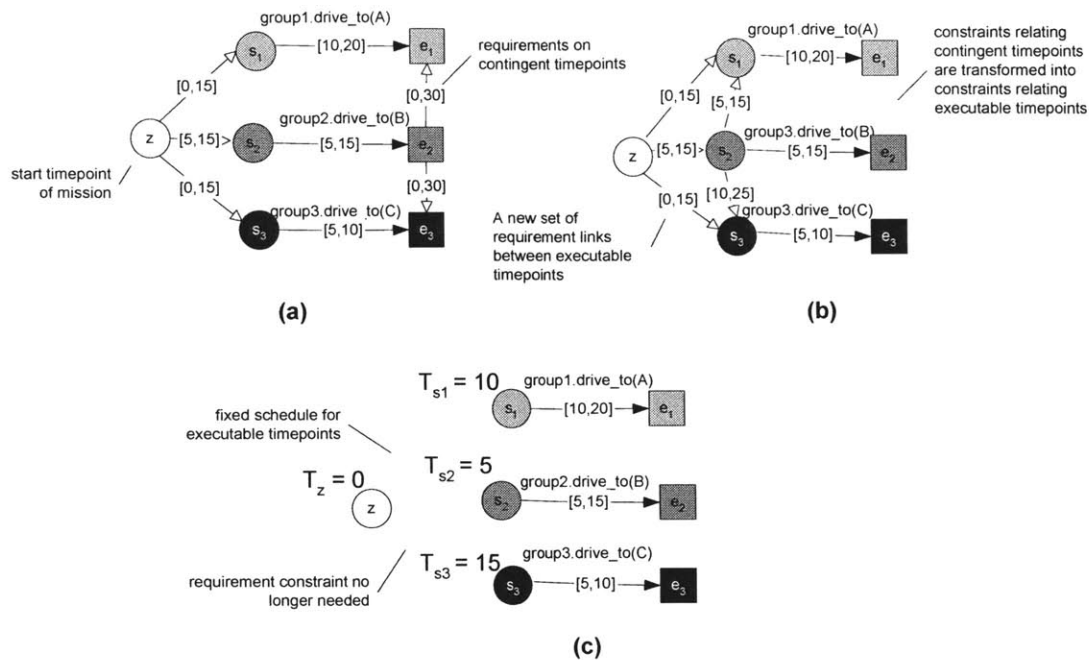 group1.drive_to(A)
s1
[10,20]
e1
requirements on
contingent timepoints
[0,15]
[0,30]
group2.drive_to(B)
z
[5,15]
s2
[5,15]
e2
start timepoint
of mission
[0,15]
[0,30]
group3.drive_to(C)
s3
[5,10]
e3
(a)
group1.drive_to(A)
s1
[10,20]
e1
constraints relating
contingent timepoints
are transformed into
constraints relating
executable timepoints
[0,15]
[5,15]
group3.drive_to(B)
z
[5,15]
s2
[5,15]
e2
[0,15]
[10,25]
group3.drive_to(C)
s3
[5,10]
e3
A new set of
requirement links
between executable
timepoints
(b)
Ts1 = 10
group1.drive_to(A)
s1
[10,20]
e1
fixed schedule for
executable timepoints
Tz = 0
z
Ts2 = 5
group2.drive_to(B)
s2
[5,15]
e2
requirement constraint no
longer needed
Ts3 = 15
group3.drive_to(C)
s3
[5,10]
e3
(c)